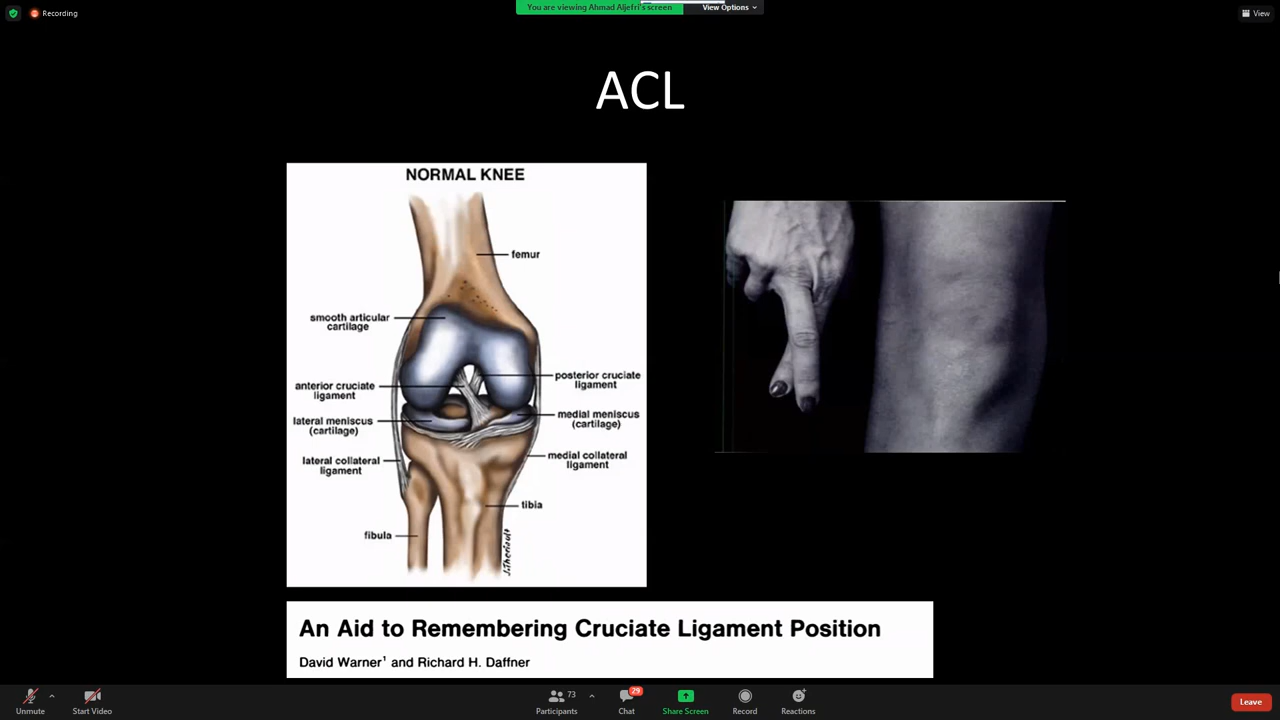 Recording
You are viewing Ahmad Aljefri's screen
View Options
View
ACL
NORMAL KNEE
femur
smooth articular
cartilage
anterior cruciate
ligament
posterior cruciate
ligament
lateral meniscus
(cartilage)
medial meniscus
(cartilage)
lateral collateral
ligament
medial collateral
ligament
tibia
fibula
J.Theriault
An Aid to Remembering Cruciate Ligament Position
David Warner¹ and Richard H. Daffner
Unmute
Start Video
73
Participants
29
Chat
Share Screen
Record
Reactions
Leave